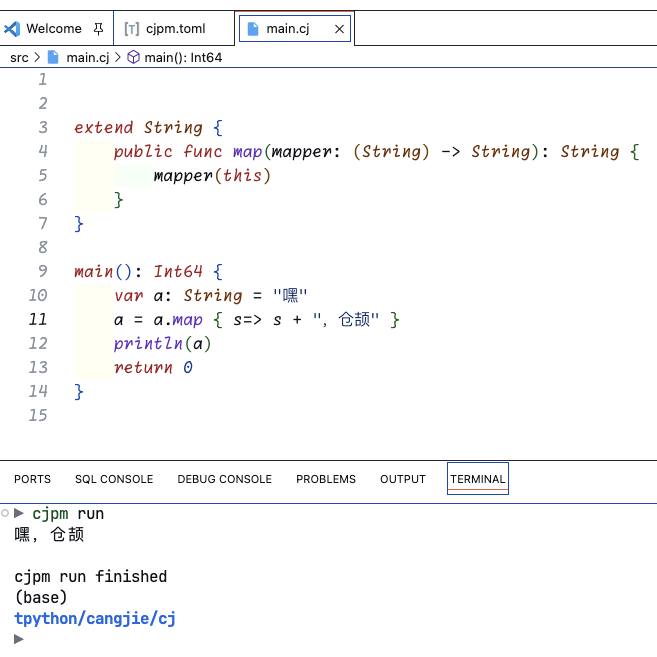 Welcome [T] cjpm.toml main.cj ×
src > main.cj > main(): Int64
1
2
3 extend String {
4 public func map(mapper: (String) -> String): String {
5 mapper(this)
6 }
7 }
8
9 main(): Int64 {
10 var a: String = "嘿"
11 a = a.map { s=> s + "，仓颉" }
12 println(a)
13 return 0
14 }
15
PORTS SQL CONSOLE DEBUG CONSOLE PROBLEMS OUTPUT TERMINAL
cjpm run
嘿，仓颉
cjpm run finished
(base)
tpython/cangjie/cj